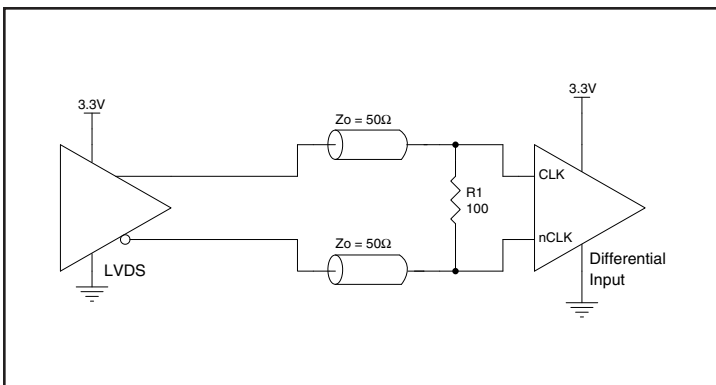 3.3V
3.3V
Zo = 50Ω
CLK
R1
100
nCLK
Zo = 50Ω
LVDS
Differential
Input